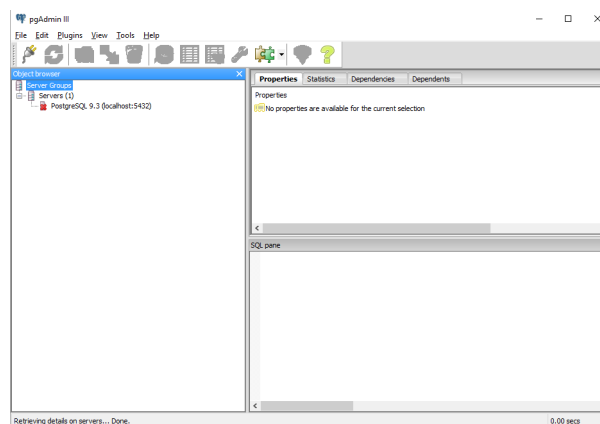 pgAdmin III
File Edit Plugins View Tools Help
Object browser
Server Groups
Servers (1)
PostgreSQL 9.3 (localhost:5432)
Properties Statistics Dependencies Dependents
Properties
No properties are available for the current selection
SQL pane
Retrieving details on servers... Done.
0.00 secs